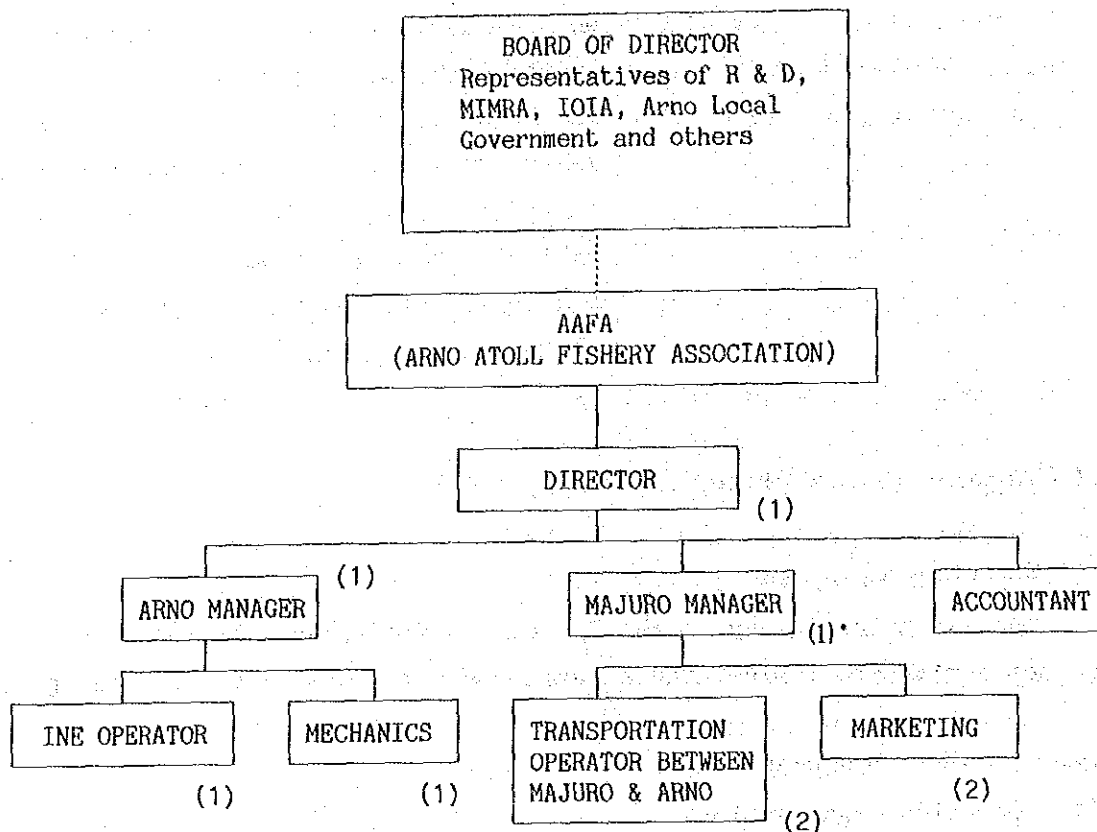 BOARD OF DIRECTOR
Representatives of R & D,
MIMRA, IOIA, Arno Local
Government and others
AAFA
(ARNO ATOLL FISHERY ASSOCIATION)
DIRECTOR
(1)
ARNO MANAGER
(1)
MAJURO MANAGER
(1)*
ACCOUNTANT
INE OPERATOR
(1)
MECHANICS
(1)
TRANSPORTATION
OPERATOR BETWEEN
MAJURO & ARNO
(2)
MARKETING
(2)